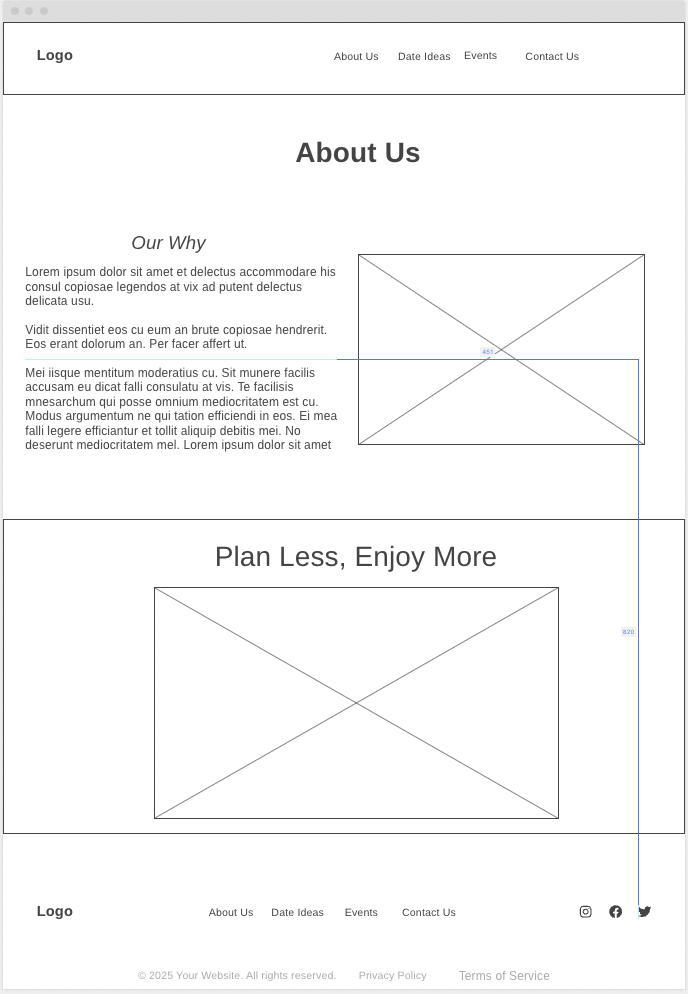 Logo
About Us Date Ideas Events Contact Us
About Us
Our Why
Lorem ipsum dolor sit amet et delectus accommodare his
consul copiosae legendos at vix ad putent delectus
delicata usu.
Vidit dissentiet eos cu eum an brute copiosae hendrerit.
Eos erant dolorum an. Per facer affert ut.
451
Mei iisque mentitum moderatius cu. Sit munere facilis
accusam eu dicat falli consulatu at vis. Te facilisis
mnesarchum qui posse omnium mediocritatem est cu.
Modus argumentum ne qui tation efficiendi in eos. Ei mea
falli legere efficiantur et tollit aliquip debitis mei. No
deserunt mediocritatem mel. Lorem ipsum dolor sit amet
Plan Less, Enjoy More
820
Logo
About Us Date Ideas Events Contact Us
© 2025 Your Website. All rights reserved. Privacy Policy Terms of Service